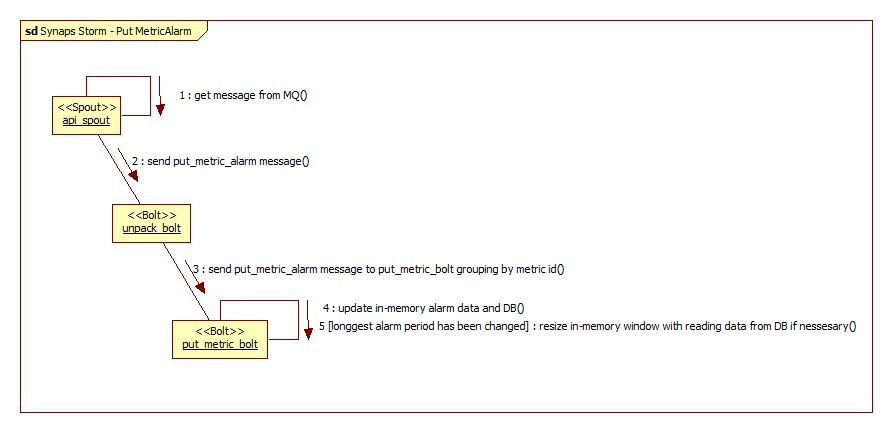 sd Synaps Storm - Put MetricAlarm
1 : get message from MQ()
<<Spout>>
api_spout
2 : send put_metric_alarm message()
<<Bolt>>
unpack_bolt
3 : send put_metric_alarm message to put_metric_bolt grouping by metric id()
4 : update in-memory alarm data and DB()
5 [longgest alarm period has been changed] : resize in-memory window with reading data from DB if nessesary()
<<Bolt>>
put_metric_bolt